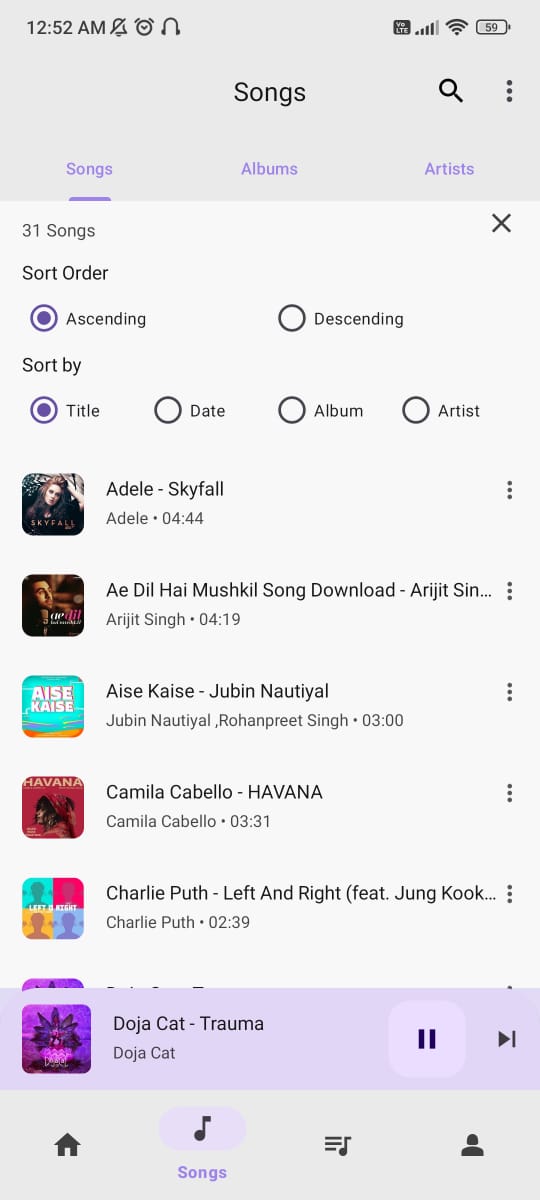 12:52 AM
Vo
LTE
59
Songs
Songs
Albums
Artists
31 Songs
Sort Order
Ascending
Descending
Sort by
Title
Date
Album
Artist
SKYFALL
Adele - Skyfall
Adele • 04:44
ae dil
Ae Dil Hai Mushkil Song Download - Arijit Sin...
Arijit Singh • 04:19
AISE
KAISE
Aise Kaise - Jubin Nautiyal
Jubin Nautiyal ,Rohanpreet Singh • 03:00
HAVANA
Camila Cabello - HAVANA
Camila Cabello • 03:31
LEFT & RIGHT
Charlie Puth - Left And Right (feat. Jung Kook...
Charlie Puth • 02:39
Doja Cat - Trauma
Doja Cat
Songs